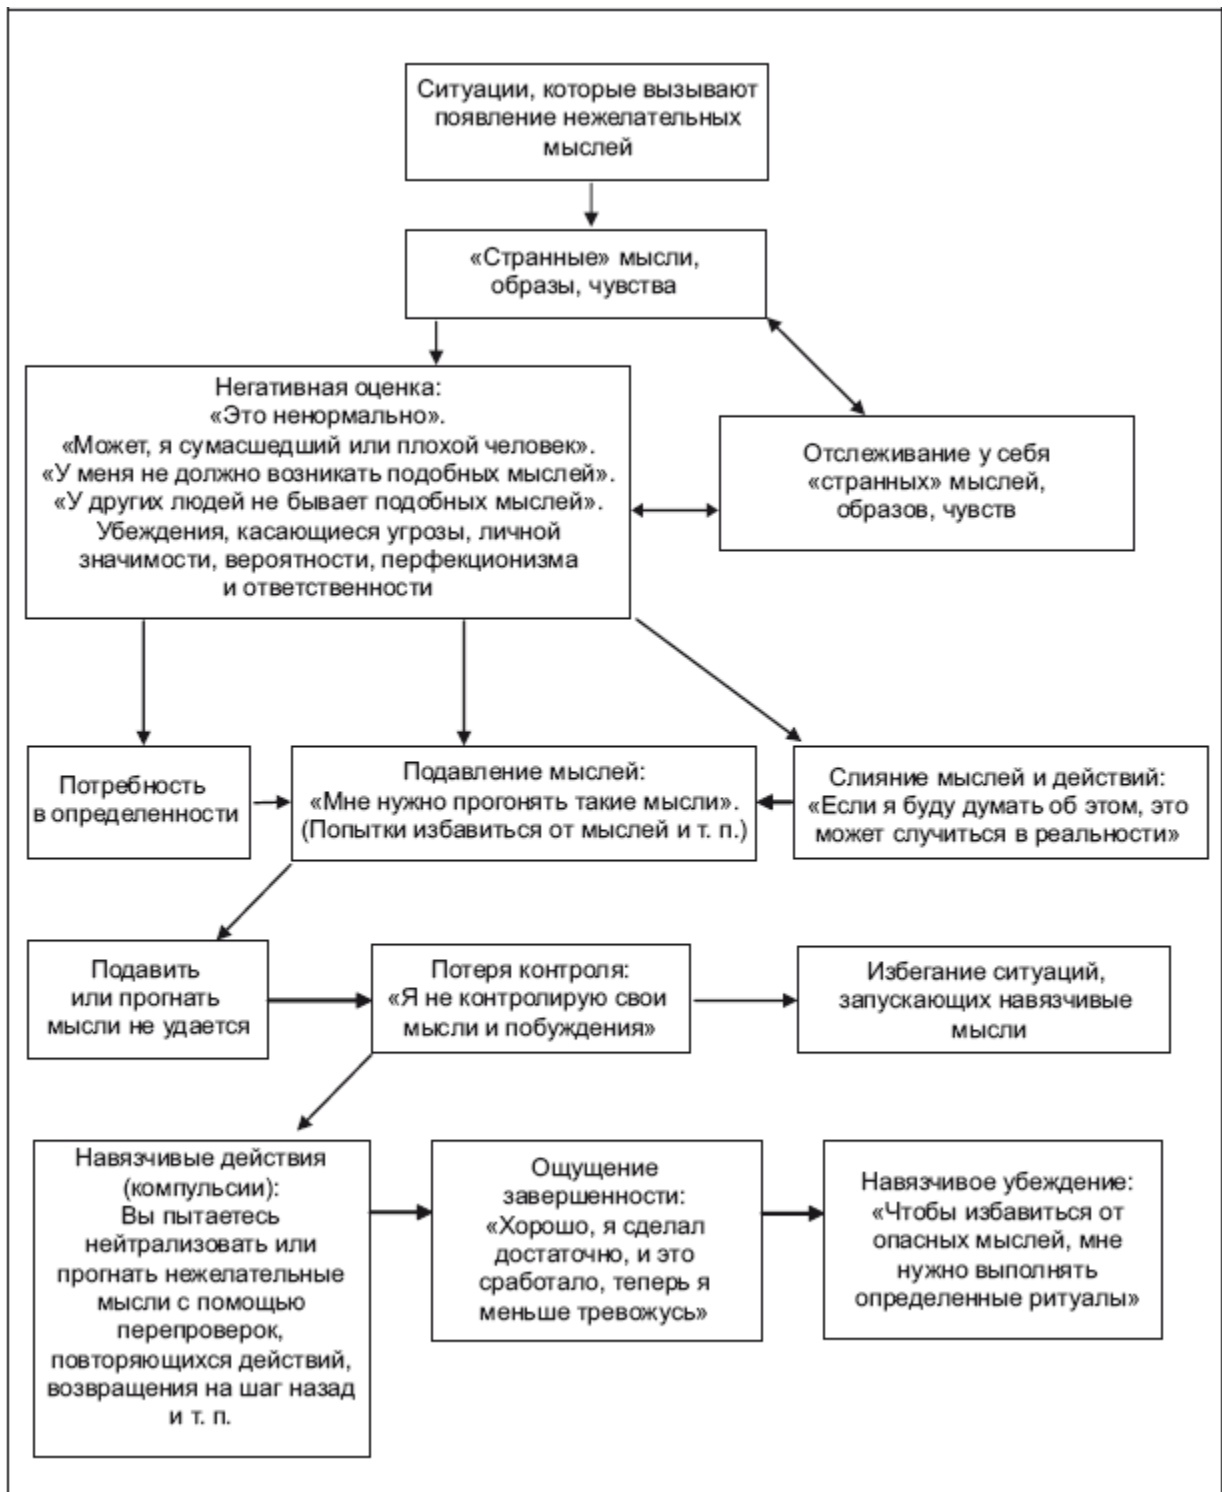 Ситуации, которые вызывают
появление нежелательных
мыслей
«Странные» мысли,
образы, чувства
Негативная оценка:
«Это ненормально».
«Может, я сумасшедший или плохой человек».
«У меня не должно возникать подобных мыслей».
«У других людей не бывает подобных мыслей».
Убеждения, касающиеся угрозы, личной
значимости, вероятности, перфекционизма
и ответственности
Отслеживание у себя
«странных» мыслей,
образов, чувств
Потребность
в определенности
Подавление мыслей:
«Мне нужно прогонять такие мысли».
(Попытки избавиться от мыслей и т. п.)
Слияние мыслей и действий:
«Если я буду думать об этом, это
может случиться в реальности»
Подавить
или прогнать
мысли не удается
Потеря контроля:
«Я не контролирую свои
мысли и побуждения»
Избегание ситуаций,
запускающих навязчивые
мысли
Навязчивые действия
(компульсии):
Вы пытаетесь
нейтрализовать или
прогнать нежелательные
мысли с помощью
перепроверок,
повторяющихся действий,
возвращения на шаг назад
и т. п.
Ощущение
завершенности:
«Хорошо, я сделал
достаточно, и это
сработало, теперь я
меньше тревожусь»
Навязчивое убеждение:
«Чтобы избавиться от
опасных мыслей, мне
нужно выполнять
определенные ритуалы»